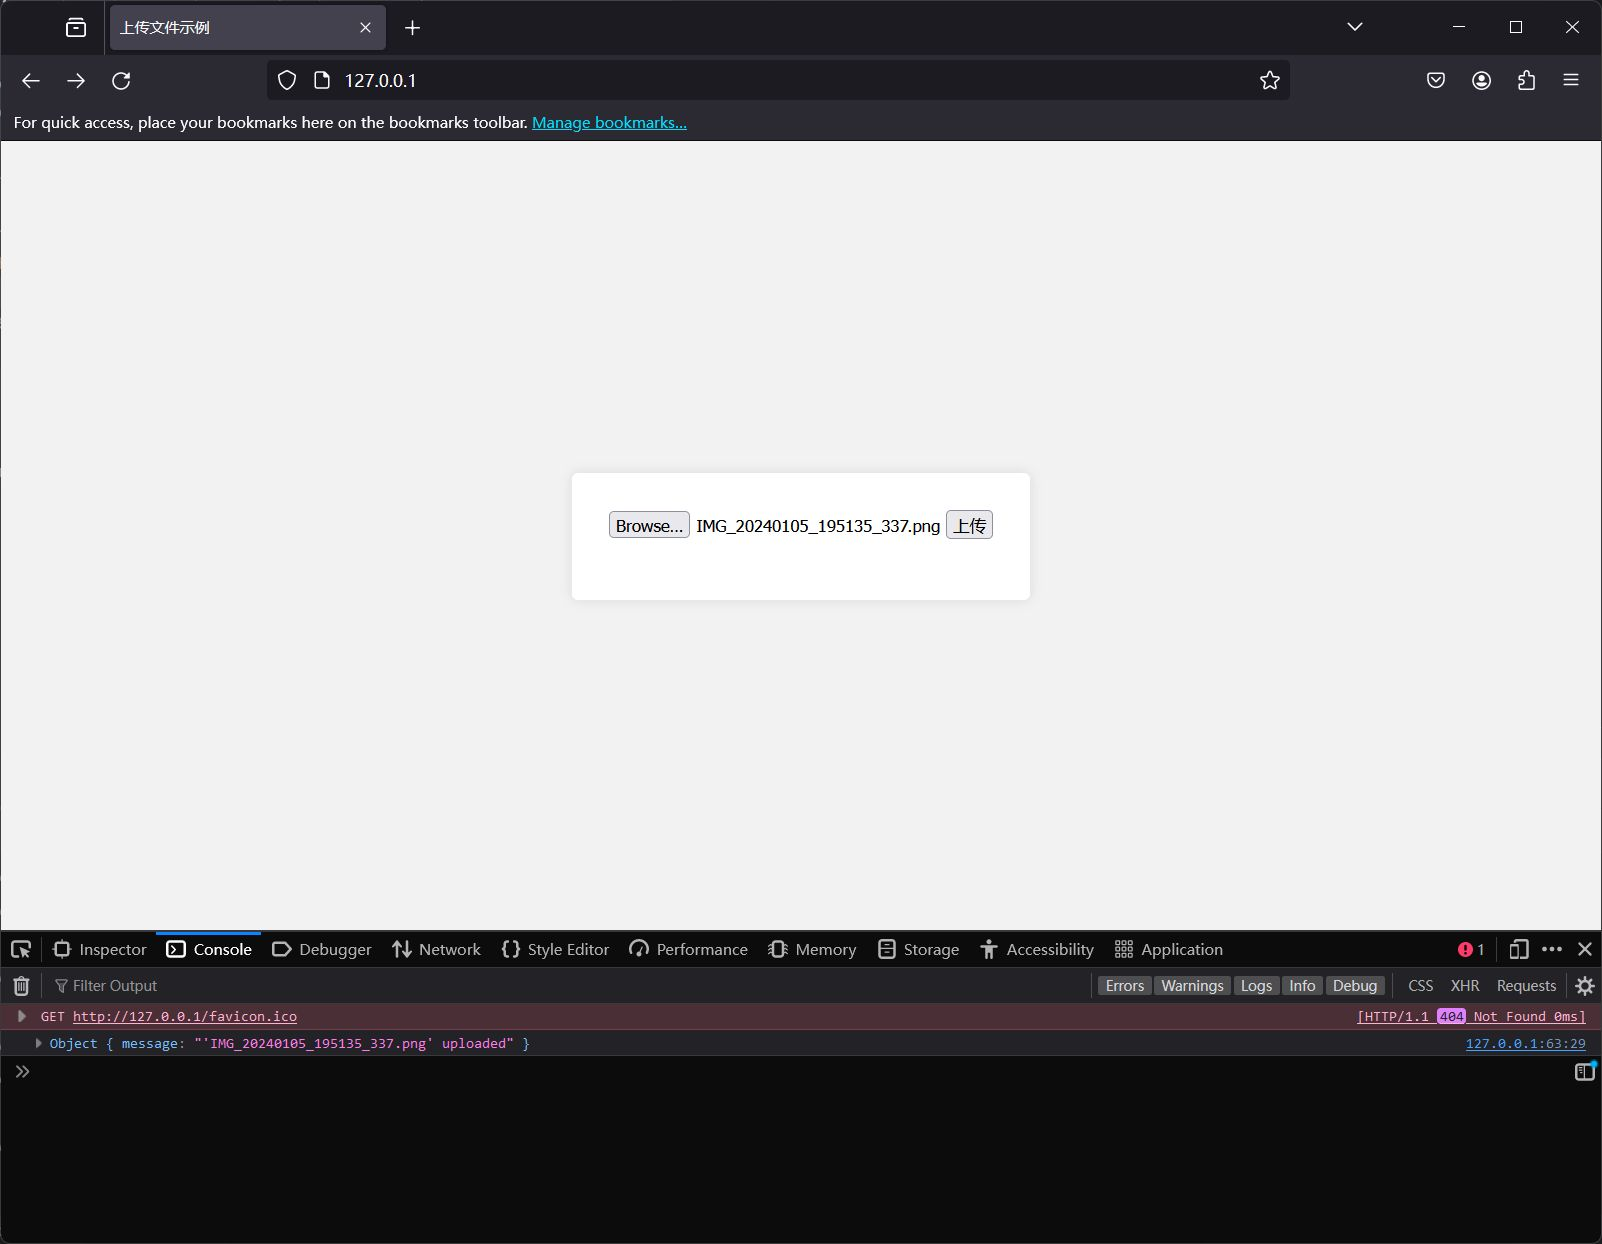 上传文件示例
127.0.0.1
For quick access, place your bookmarks here on the bookmarks toolbar. Manage bookmarks...
Browse... IMG_20240105_195135_337.png 上传
Inspector Console Debugger Network Style Editor Performance Memory Storage Accessibility Application 1
Filter Output Errors Warnings Logs Info Debug CSS XHR Requests
GET http://127.0.0.1/favicon.ico [HTTP/1.1 404 Not Found 0ms]
Object { message: "'IMG_20240105_195135_337.png' uploaded" } 127.0.0.1:63:29